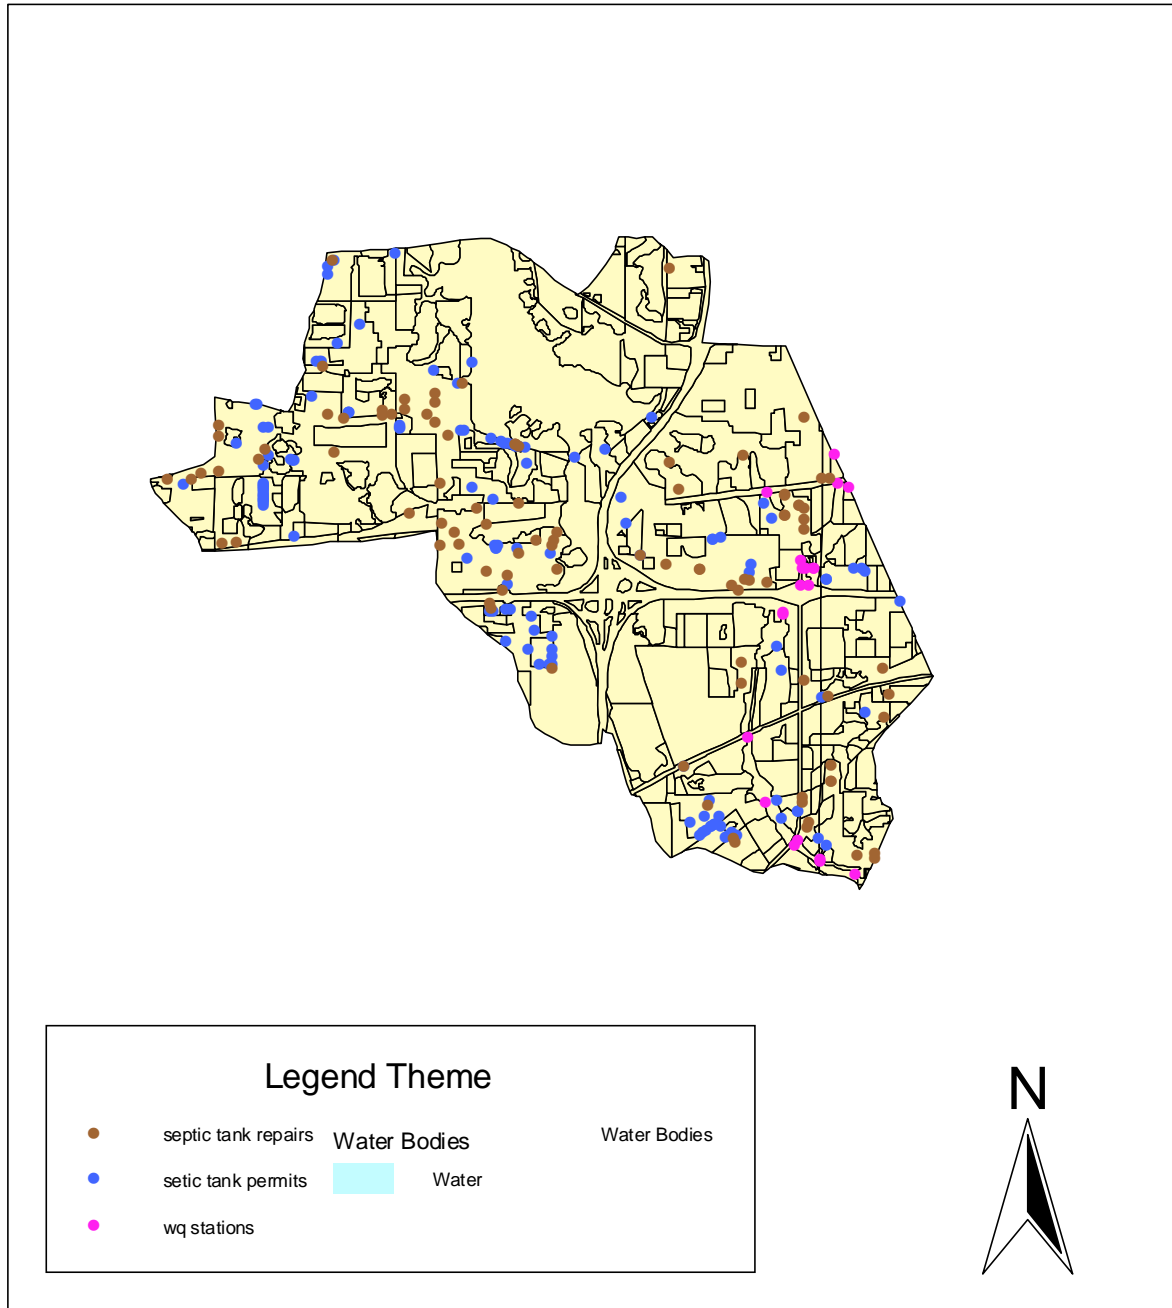 Legend Theme
septic tank repairs
Water Bodies
Water Bodies
setic tank permits
Water
wq stations
N